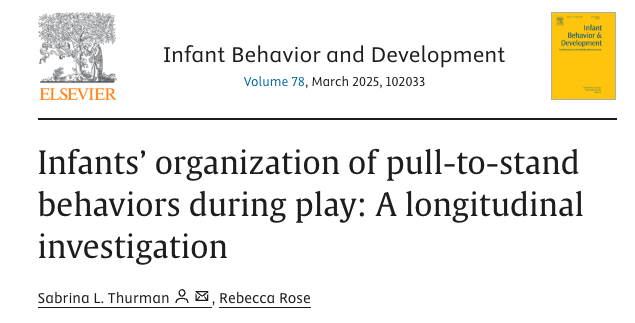 Infant Behavior and Development
Volume 78, March 2025, 102033
ELSEVIER
Infant
Behavior &
Development
Infants' organization of pull-to-stand
behaviors during play: A longitudinal
investigation
Sabrina L. Thurman, Rebecca Rose